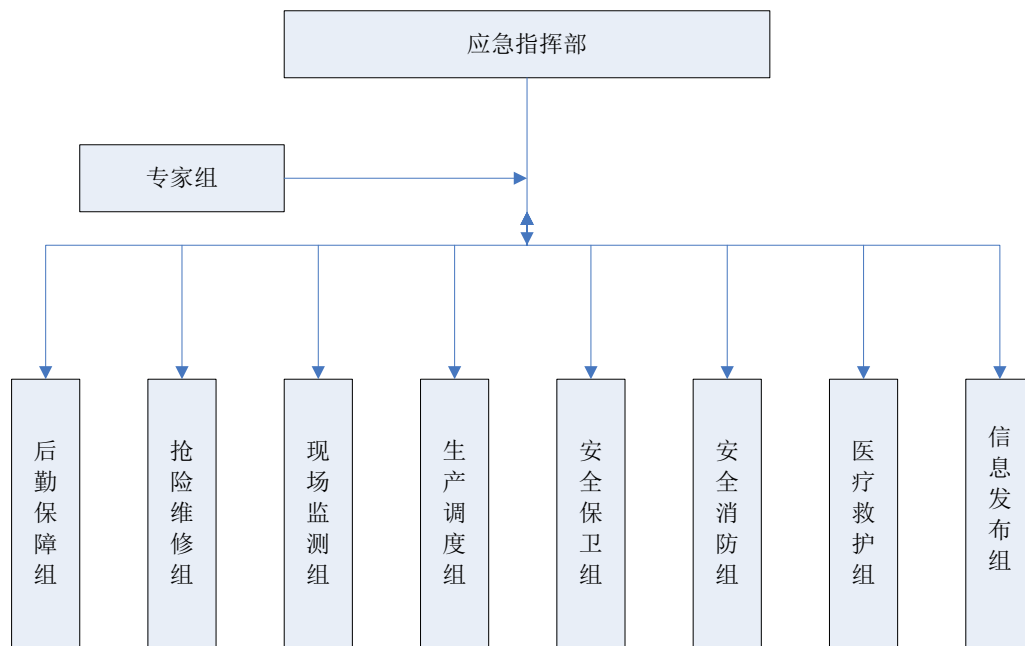 应急指挥部
专家组
后勤保障组
抢险维修组
现场监测组
生产调度组
安全保卫组
安全消防组
医疗救护组
信息发布组